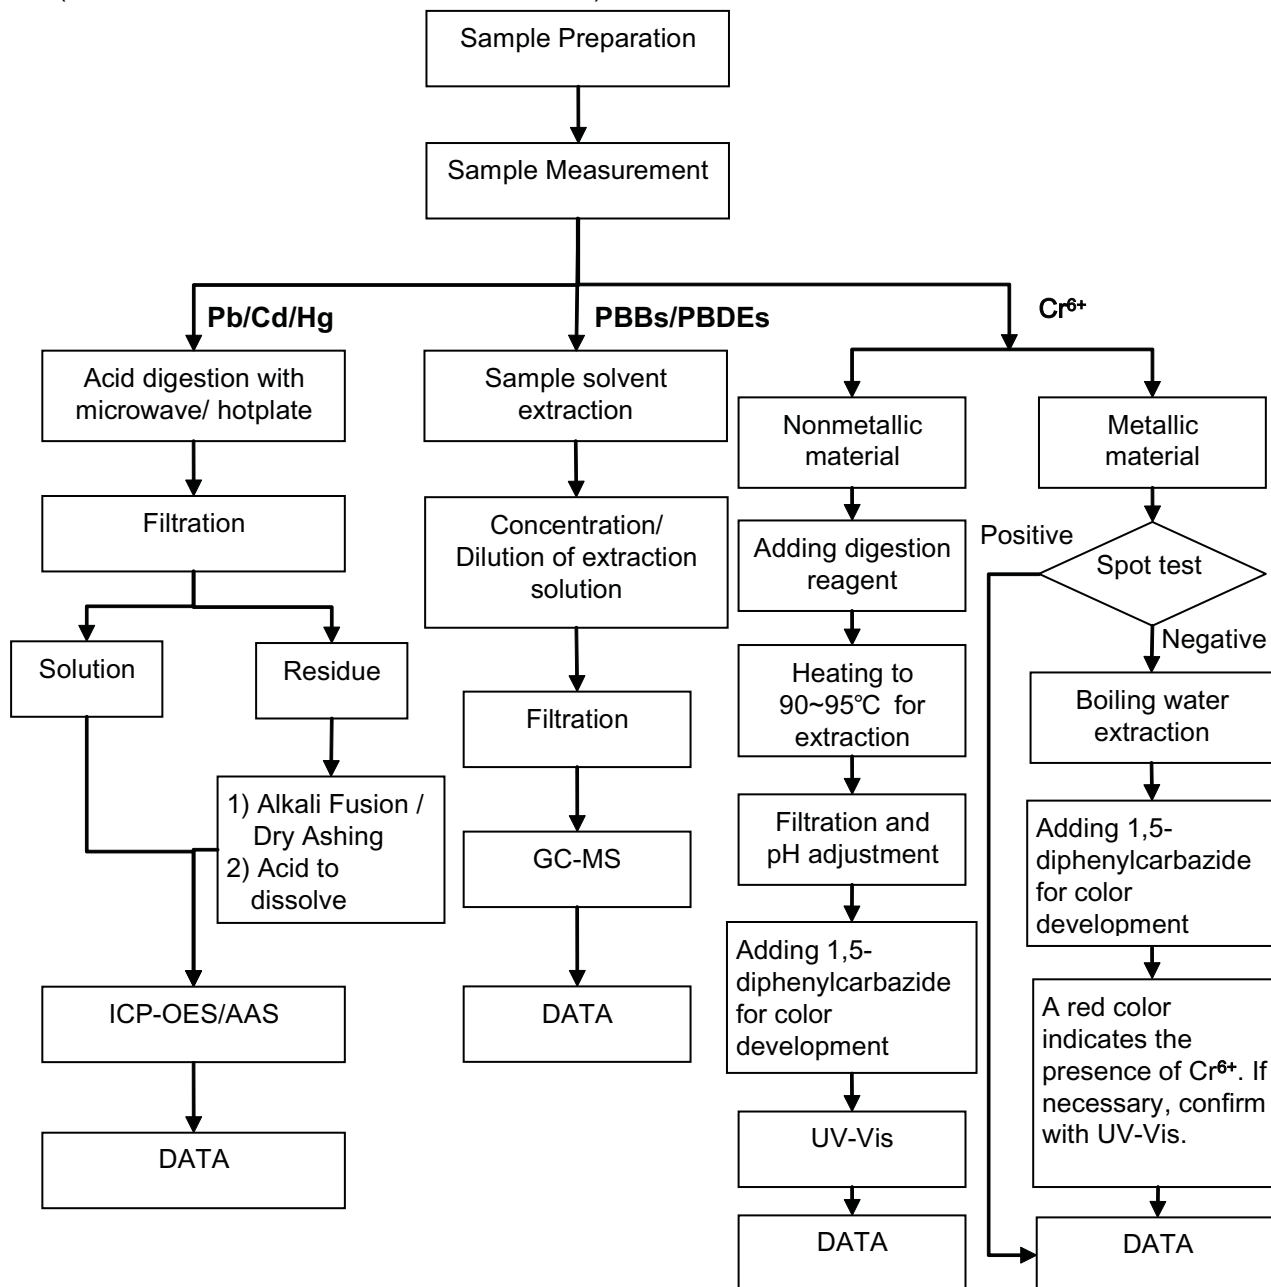 Sample Preparation
Sample Measurement
Pb/Cd/Hg
PBBs/PBDEs
Cr⁶⁺
Acid digestion with
microwave/ hotplate
Filtration
Solution
Residue
1) Alkali Fusion /
Dry Ashing
2) Acid to
dissolve
ICP-OES/AAS
DATA
Sample solvent
extraction
Concentration/
Dilution of extraction
solution
Filtration
GC-MS
DATA
Nonmetallic
material
Adding digestion
reagent
Heating to
90~95℃ for
extraction
Filtration and
pH adjustment
Adding 1,5-
diphenylcarbazide
for color
development
UV-Vis
DATA
Metallic
material
Spot test
Positive
Negative
Boiling water
extraction
Adding 1,5-
diphenylcarbazide
for color
development
A red color
indicates the
presence of Cr⁶⁺. If
necessary, confirm
with UV-Vis.
DATA